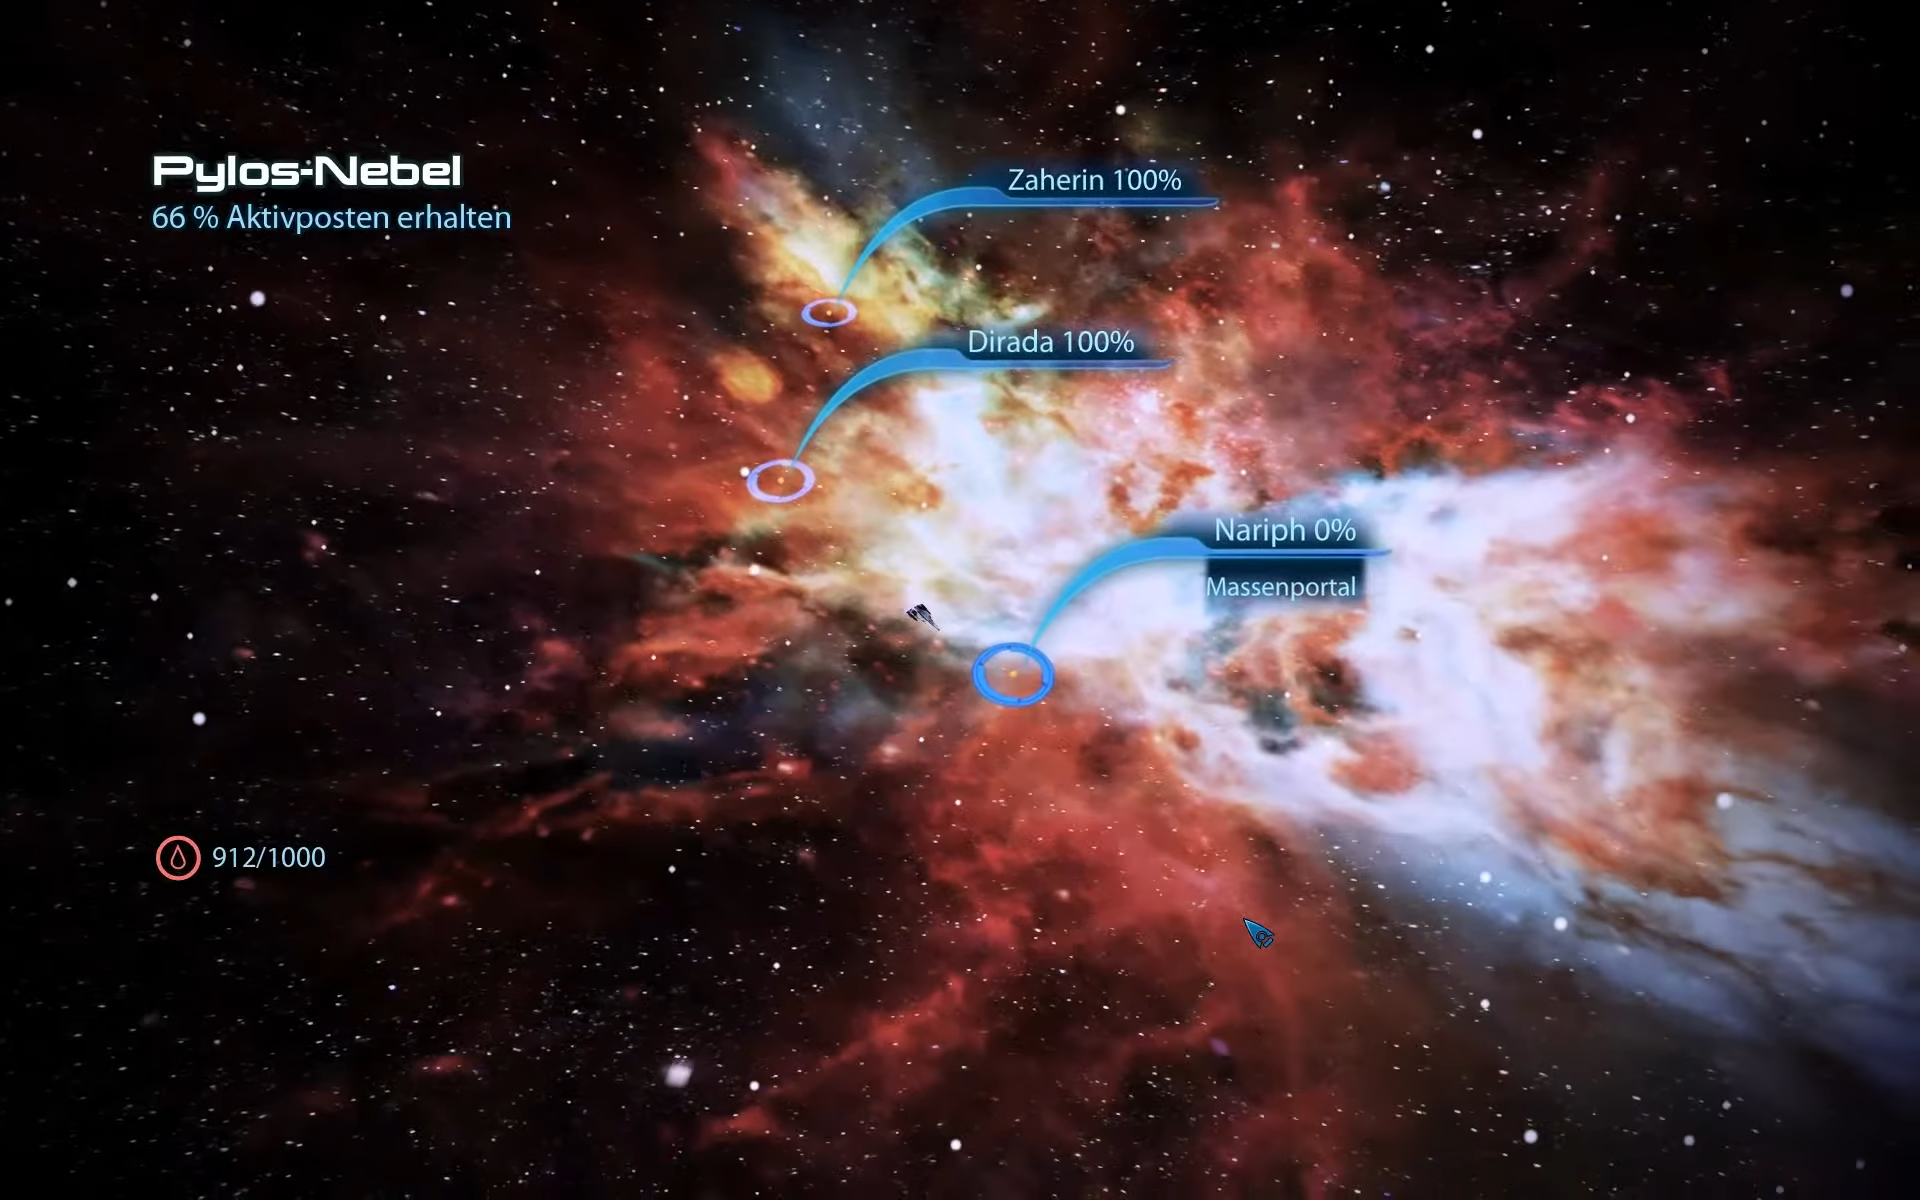 Pylos-Nebel
66 % Aktivposten erhalten
Zaherin 100%
Dirada 100%
Nariph 0%
Massenportal
912/1000